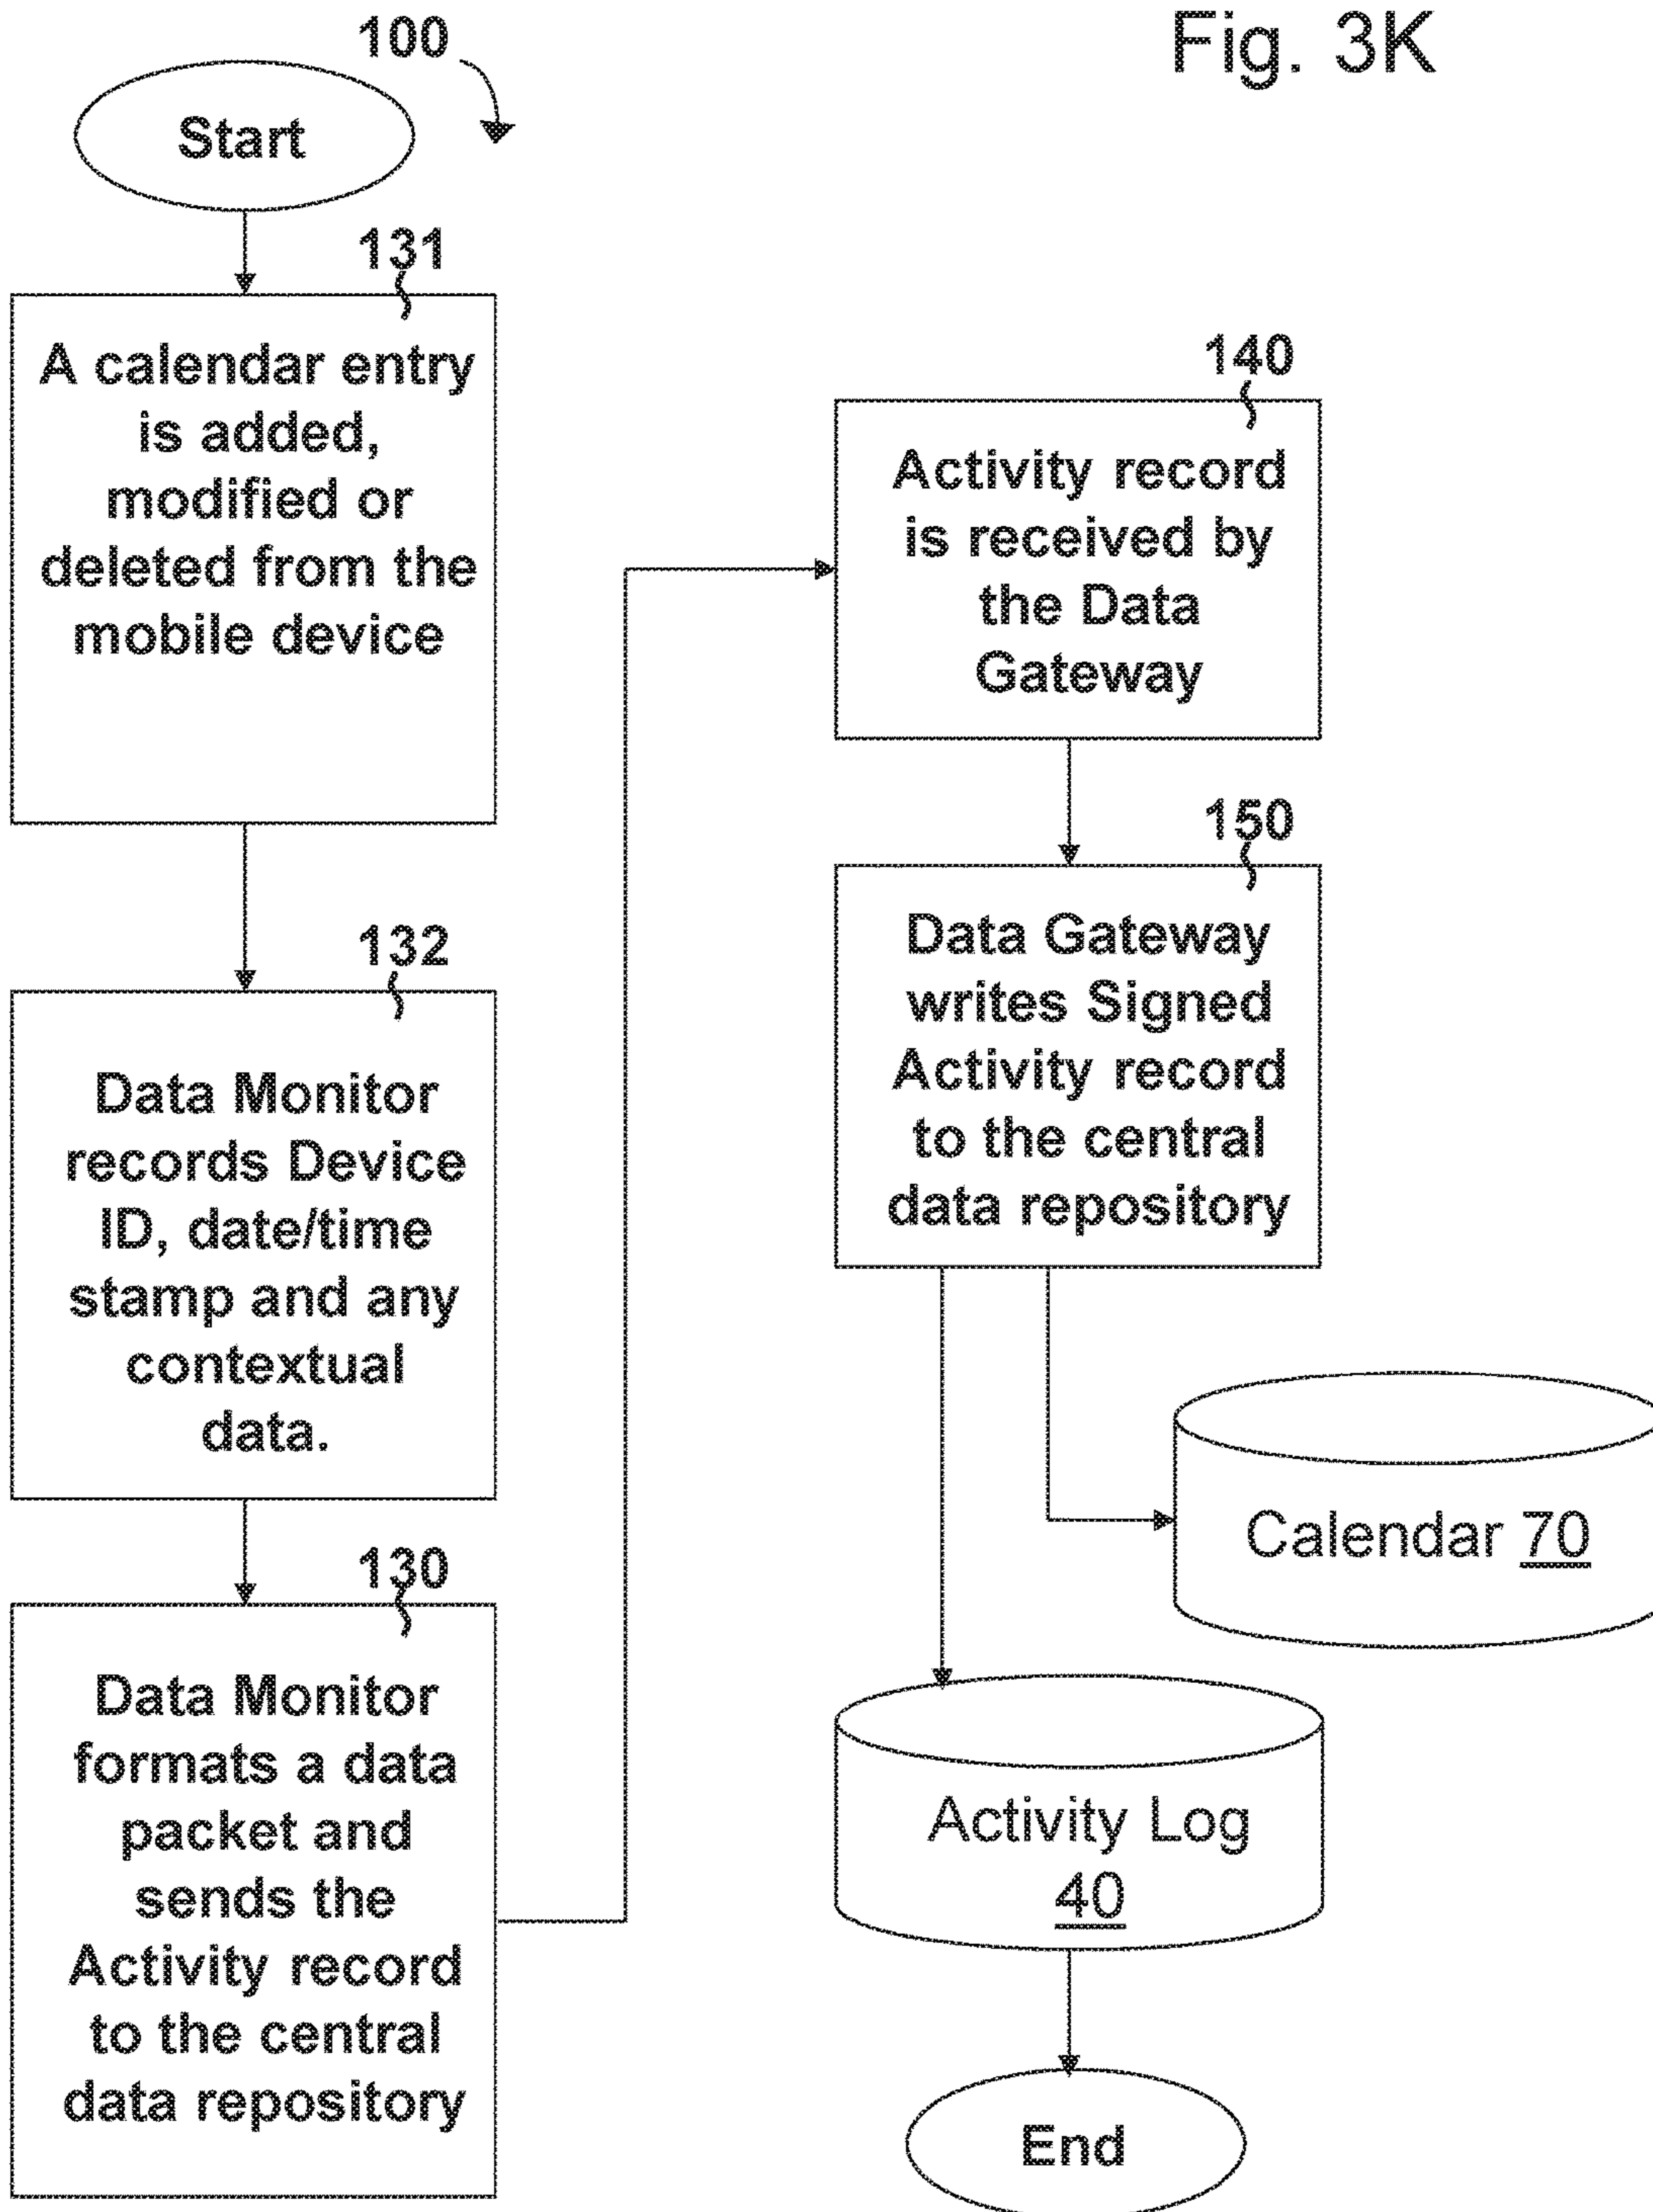 Fig. 3K
100
Start
131
A calendar entry
is added,
modified or
deleted from the
mobile device
132
Data Monitor
records Device
ID, date/time
stamp and any
contextual
data.
130
Data Monitor
formats a data
packet and
sends the
Activity record
to the central
data repository
140
Activity record
is received by
the Data
Gateway
150
Data Gateway
writes Signed
Activity record
to the central
data repository
Calendar 70
Activity Log
40
End